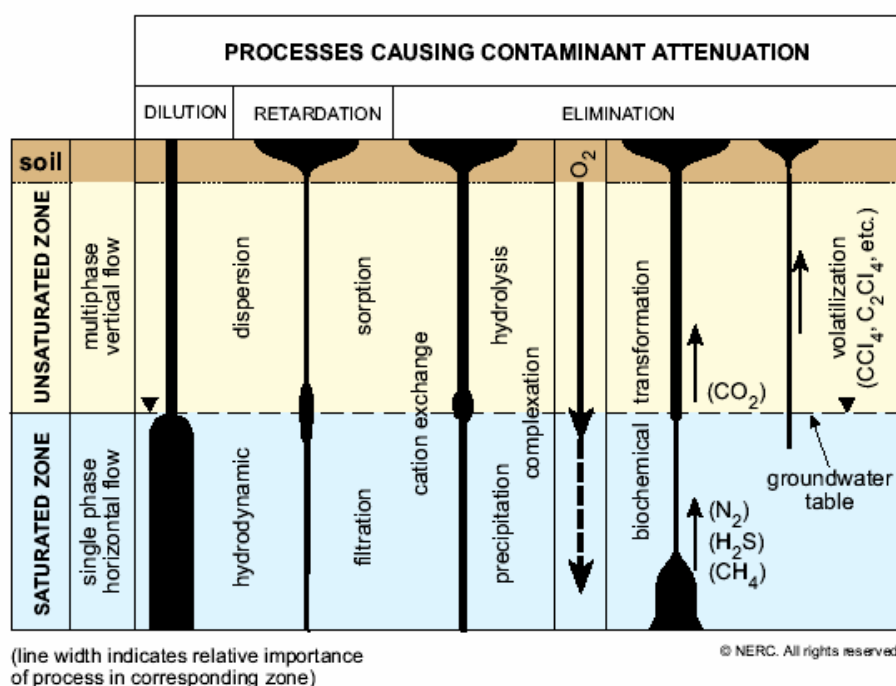 PROCESSES CAUSING CONTAMINANT ATTENUATION
DILUTION
RETARDATION
ELIMINATION
soil
O₂
UNSATURATED ZONE
multiphase
vertical flow
dispersion
sorption
hydrolysis
transformation
(CO₂)
volatilization
(CCl₄, C₂Cl₄, etc.)
cation exchange
complexation
SATURATED ZONE
single phase
horizontal flow
hydrodynamic
filtration
precipitation
biochemical
(N₂)
(H₂S)
(CH₄)
groundwater
table
(line width indicates relative importance
of process in corresponding zone)
© NERC. All rights reserved